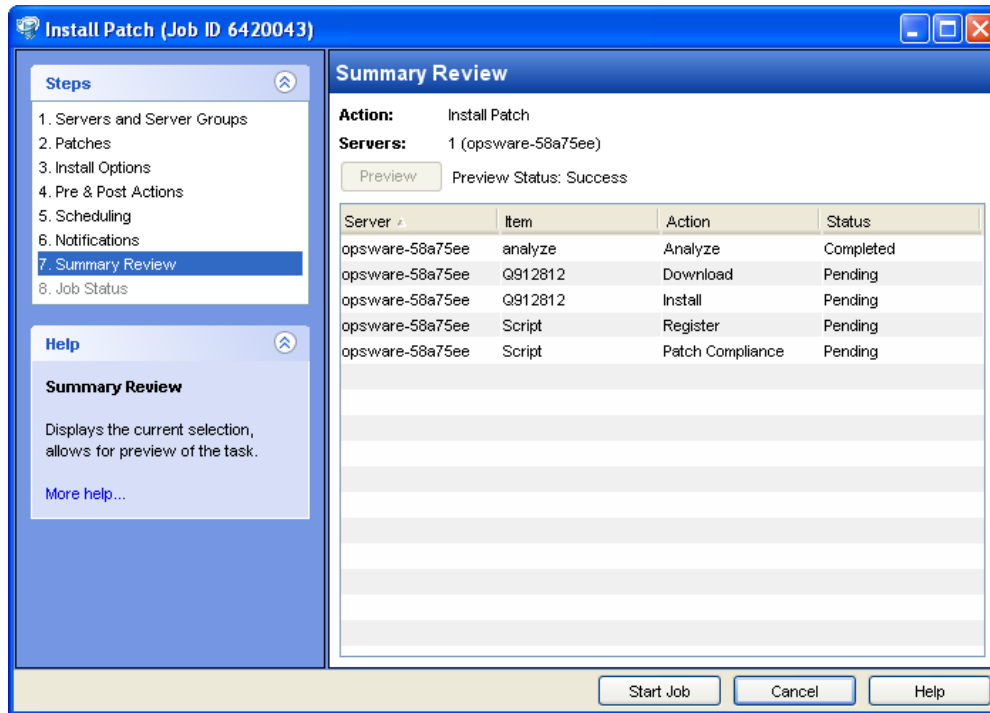 Install Patch (Job ID 6420043)
Steps
1. Servers and Server Groups
2. Patches
3. Install Options
4. Pre & Post Actions
5. Scheduling
6. Notifications
7. Summary Review
8. Job Status
Help
Summary Review
Displays the current selection,
allows for preview of the task.
More help...
Summary Review
Action: Install Patch
Servers: 1 (opsware-58a75ee)
Preview Preview Status: Success
Server Item Action Status
opsware-58a75ee analyze Analyze Completed
opsware-58a75ee Q912812 Download Pending
opsware-58a75ee Q912812 Install Pending
opsware-58a75ee Script Register Pending
opsware-58a75ee Script Patch Compliance Pending
Start Job Cancel Help